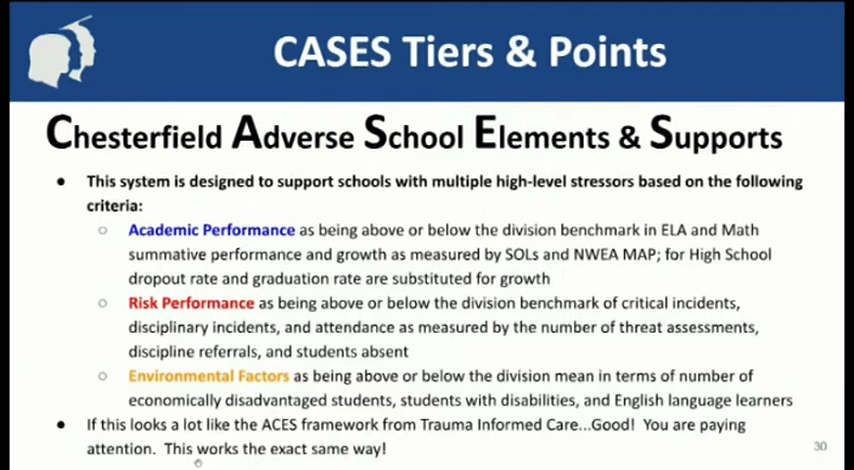 CASES Tiers & Points
Chesterfield Adverse School Elements & Supports
● This system is designed to support schools with multiple high-level stressors based on the following
criteria:
○ Academic Performance as being above or below the division benchmark in ELA and Math
summative performance and growth as measured by SOLs and NWEA MAP; for High School
dropout rate and graduation rate are substituted for growth
○ Risk Performance as being above or below the division benchmark of critical incidents,
disciplinary incidents, and attendance as measured by the number of threat assessments,
discipline referrals, and students absent
○ Environmental Factors as being above or below the division mean in terms of number of
economically disadvantaged students, students with disabilities, and English language learners
● If this looks a lot like the ACES framework from Trauma Informed Care...Good! You are paying
attention. This works the exact same way!
30